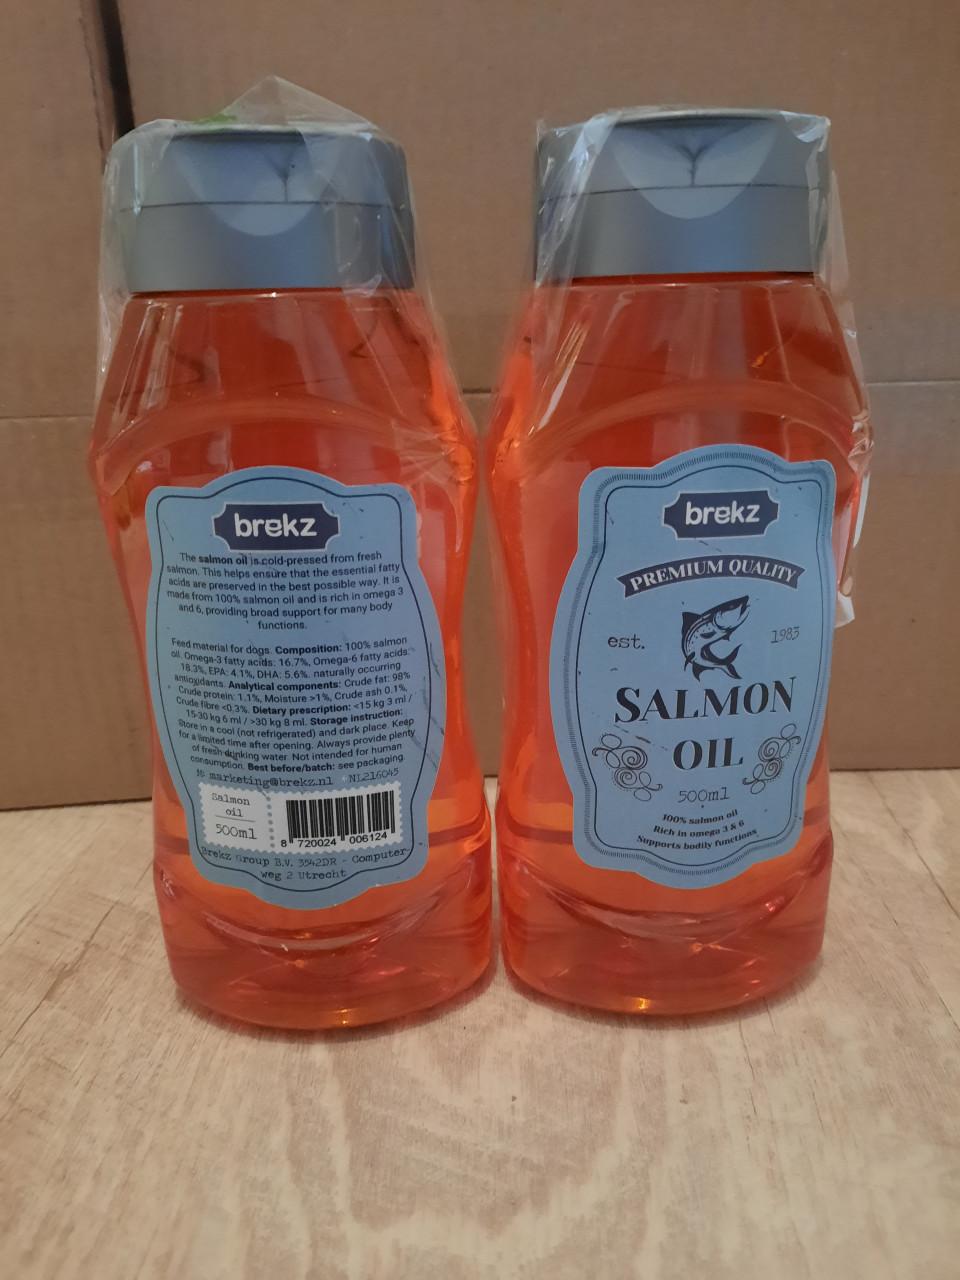 brekz
The salmon oil is cold-pressed from fresh
salmon. This helps ensure that the essential fatty
acids are preserved in the best possible way. It is
made from 100% salmon oil and is rich in omega 3
and 6, providing broad support for many body
functions.
Feed material for dogs. Composition: 100% salmon
oil. Omega-3 fatty acids: 16.7%, Omega-6 fatty acids:
18.3%, EPA: 4.1%, DHA: 5.6%. naturally occurring
antioxidants. Analytical components: Crude fat: 98%
Crude protein: 1.1%, Moisture >1%, Crude ash 0.1%,
Crude fibre <0.3%. Dietary prescription: <15 kg 3 ml /
15-30 kg 6 ml / >30 kg 8 ml. Storage instruction:
Store in a cool (not refrigerated) and dark place. Keep
for a limited time after opening. Always provide plenty
of fresh drinking water. Not intended for human
consumption. Best before/batch: see packaging.
marketing@brekz.nl NL216045
Salmon
oil
500ml
8 720024 006124
Brekz Group B.V. 3542DR - Computer-
weg 2 Utrecht
brekz
PREMIUM QUALITY
est. 1983
SALMON
OIL
500ml
100% salmon oil
Rich in omega 3 & 6
Supports bodily functions